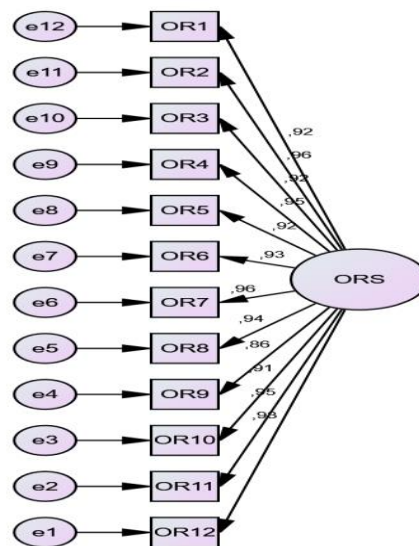 e12 OR1
e11 OR2
,92
e10 OR3
,96
,92
e9 OR4
,95
e8 OR5
,92
e7 OR6
,93
ORS
e6 OR7
,96
,94
e5 OR8
,86
,91
e4 OR9
,95
e3 OR10
e2 OR11
e1 OR12